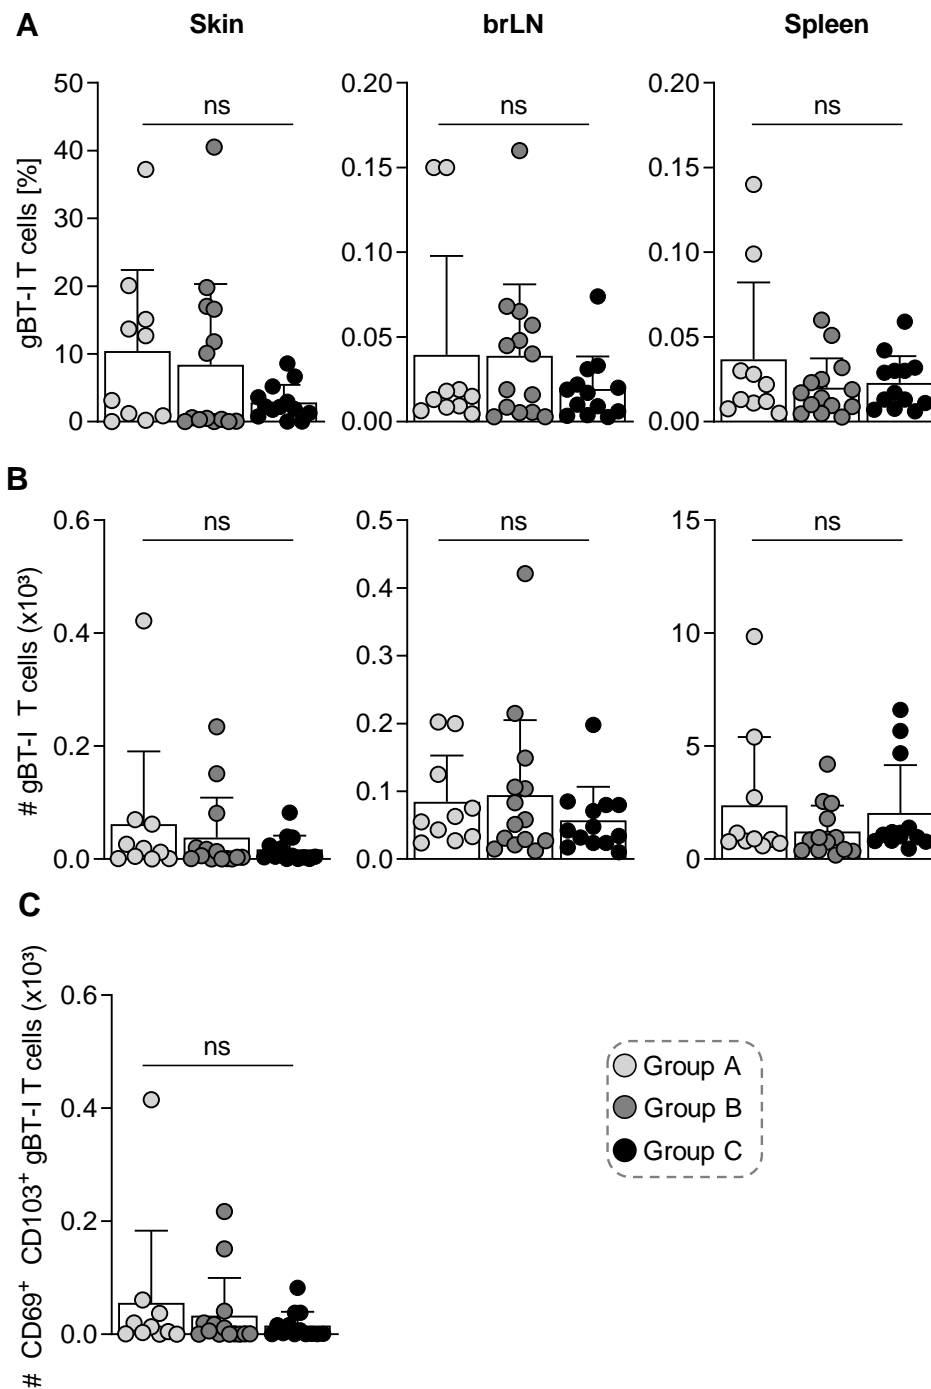 A
Skin
brLN
Spleen
gBT-I T cells [%]
50
40
30
20
10
0
ns
0.20
0.15
0.10
0.05
0.00
ns
0.20
0.15
0.10
0.05
0.00
ns
B
# gBT-I T cells (x10³)
0.6
0.4
0.2
0.0
ns
0.5
0.4
0.3
0.2
0.1
0.0
ns
15
10
5
0
ns
C
# CD69⁺ CD103⁺ gBT-I T cells (x10³)
0.6
0.4
0.2
0.0
ns
Group A
Group B
Group C